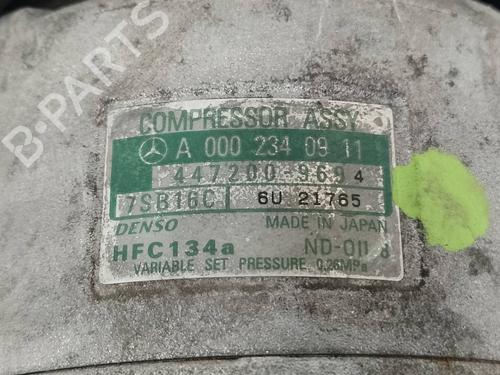 B-PARTS
COMPRESSOR ASSY
A 000 234 09 11
447200-9694
7SB16C 6U 21765
DENSO MADE IN JAPAN
HFC134a ND-OIL 8
VARIABLE SET PRESSURE 0.26MPa